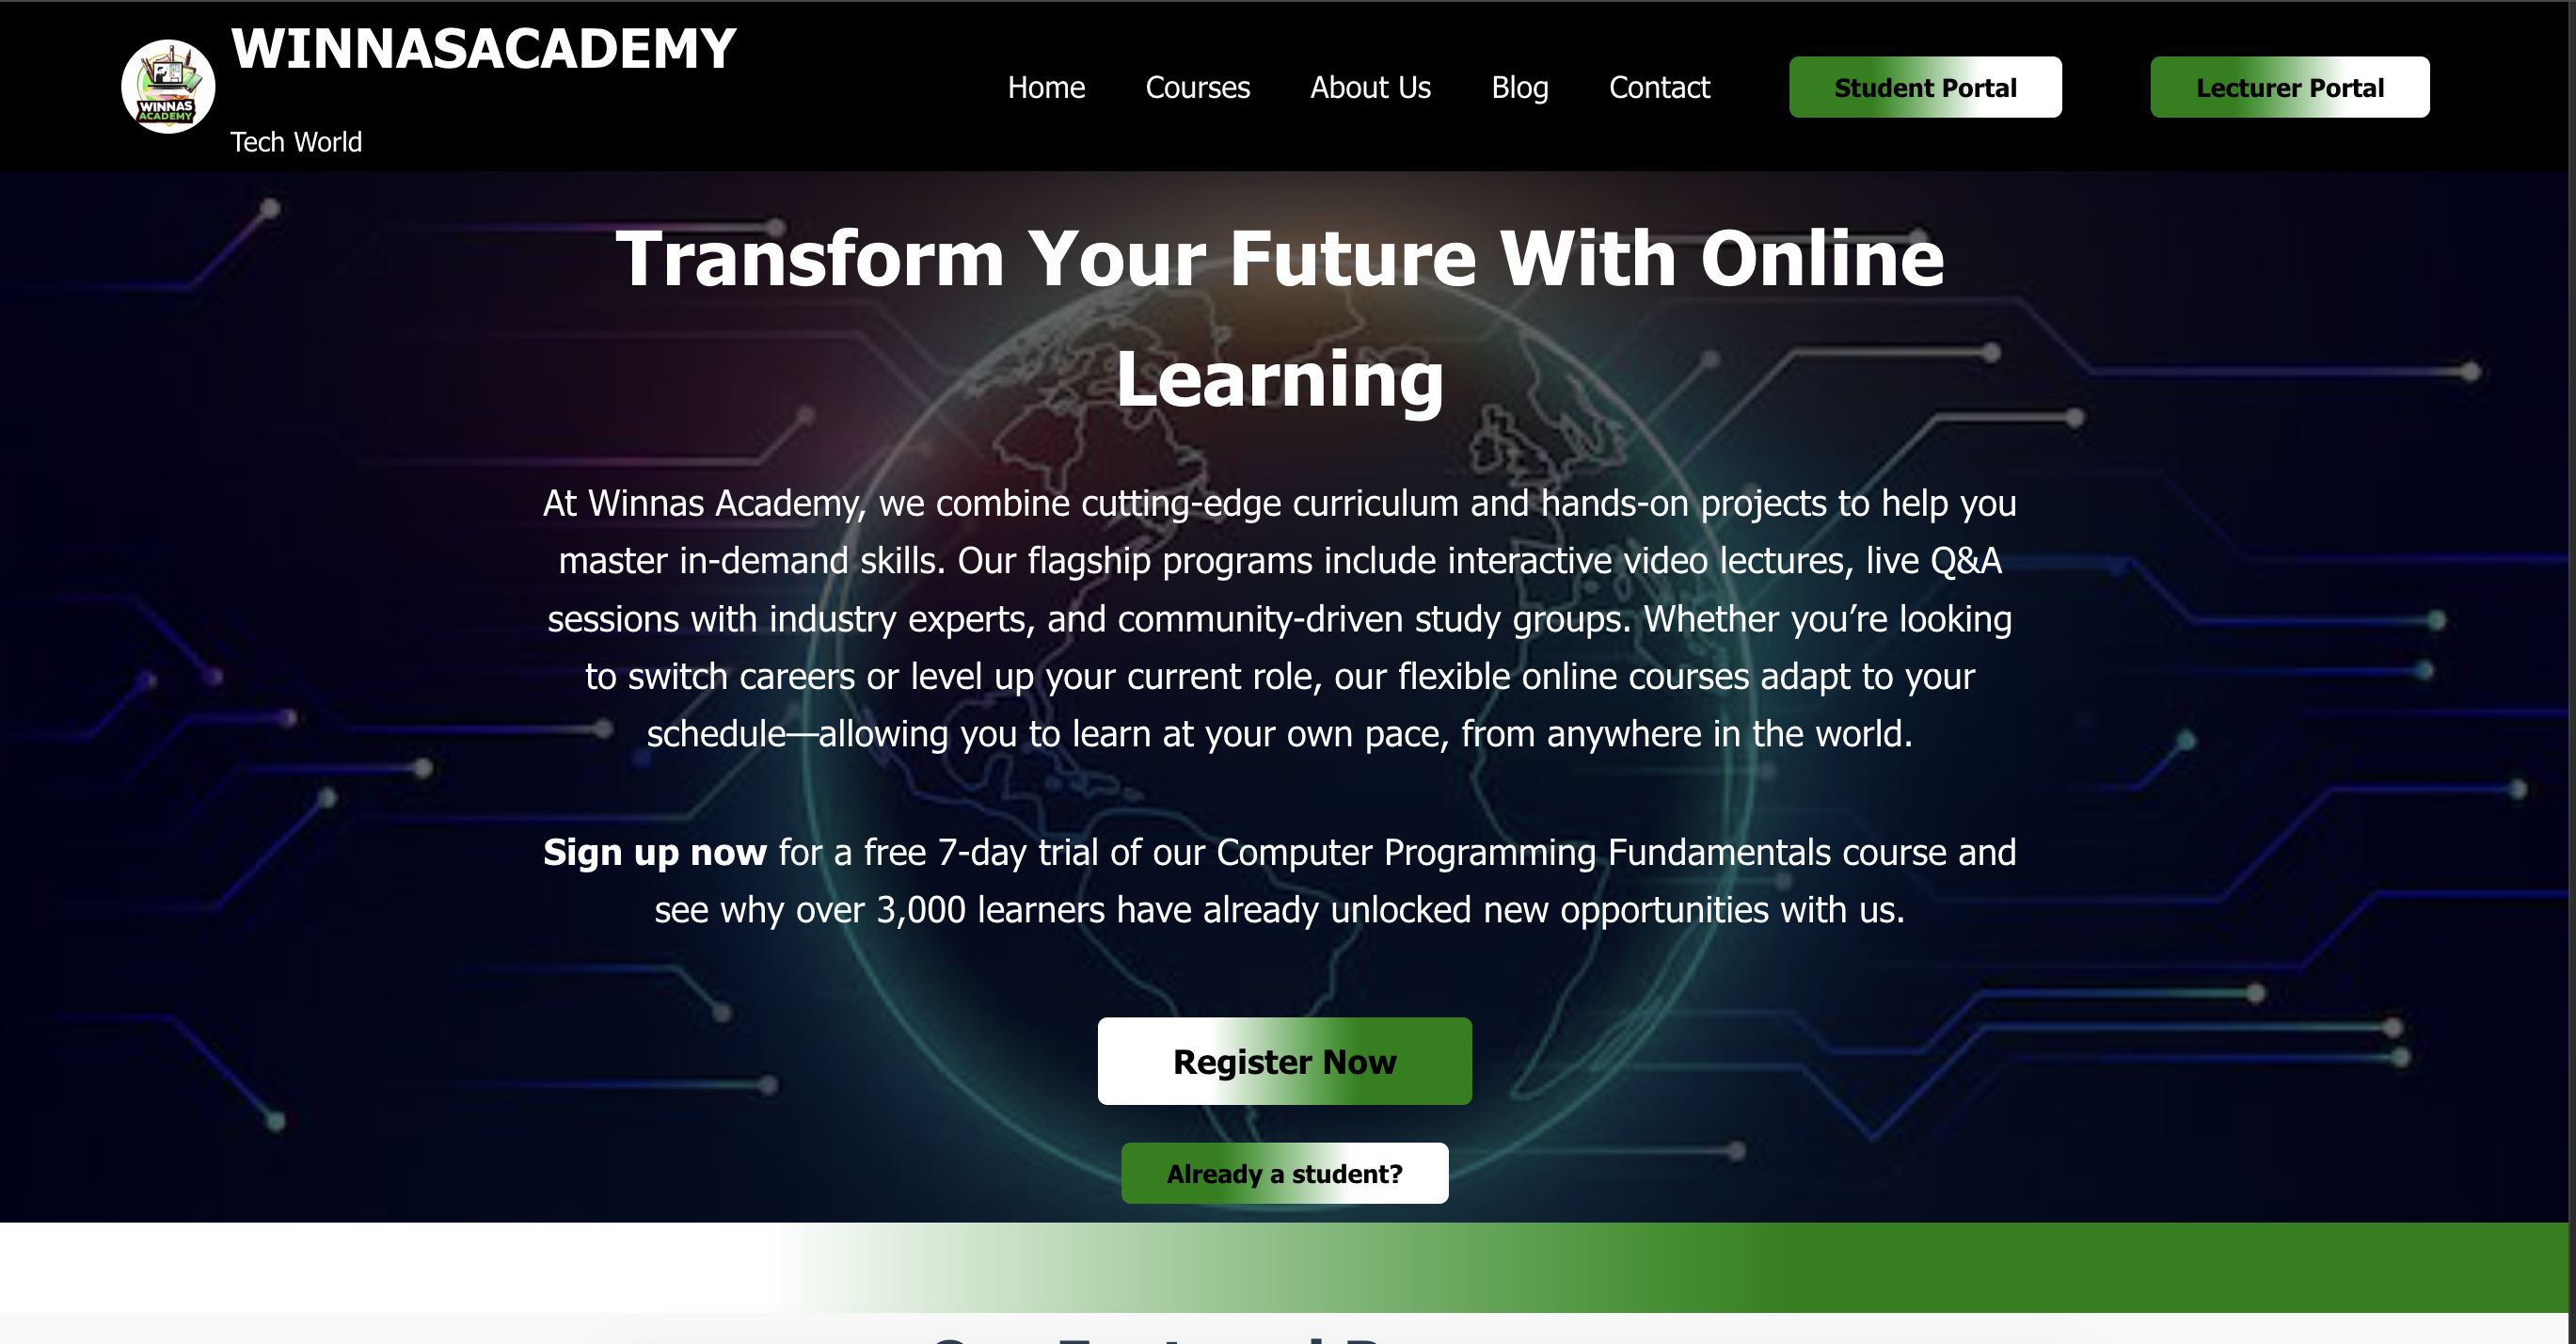 WINNASACADEMY
WINNAS
ACADEMY
Tech World
Home Courses About Us Blog Contact Student Portal Lecturer Portal
Transform Your Future With Online
Learning
At Winnas Academy, we combine cutting-edge curriculum and hands-on projects to help you
master in-demand skills. Our flagship programs include interactive video lectures, live Q&A
sessions with industry experts, and community-driven study groups. Whether you’re looking
to switch careers or level up your current role, our flexible online courses adapt to your
schedule—allowing you to learn at your own pace, from anywhere in the world.
Sign up now for a free 7-day trial of our Computer Programming Fundamentals course and
see why over 3,000 learners have already unlocked new opportunities with us.
Register Now
Already a student?